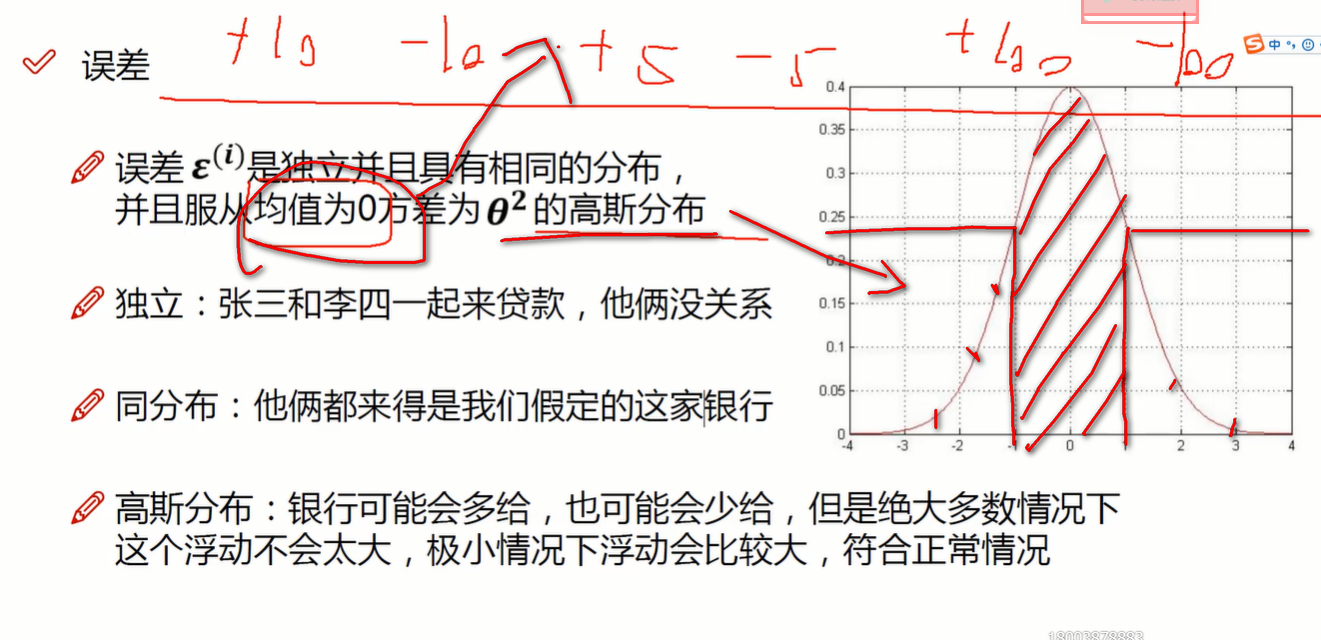 +10 -10 +5 -5 +100 -100
误差
中
误差 ε(i)是独立并且具有相同的分布，
并且服从均值为0方差为 θ2 的高斯分布
独立：张三和李四一起来贷款，他俩没关系
同分布：他俩都来得是我们假定的这家银行
高斯分布：银行可能会多给，也可能会少给，但是绝大多数情况下
这个浮动不会太大，极小情况下浮动会比较大，符合正常情况
0.4
0.35
0.3
0.25
0.2
0.15
0.1
0.05
0
-4 -3 -2 -1 0 1 2 3 4